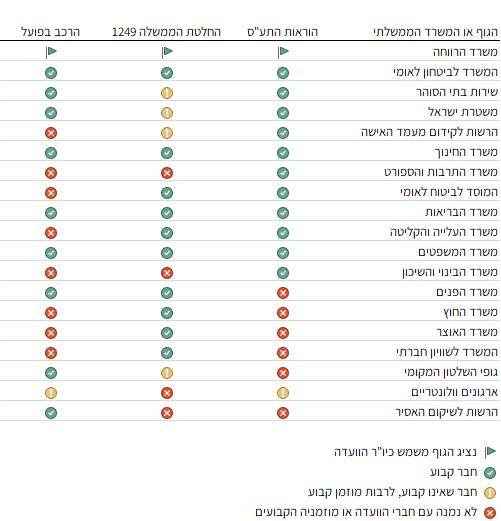 הגוף או המשרד הממשלתי הוראות התע"ס החלטת הממשלה 1249 הרכב בפועל
משרד הרווחה
המשרד לביטחון לאומי
שירות בתי הסוהר
משטרת ישראל
הרשות לקידום מעמד האישה
משרד החינוך
משרד התרבות והספורט
המוסד לביטוח לאומי
משרד הבריאות
משרד העלייה והקליטה
משרד המשפטים
משרד הבינוי והשיכון
משרד הפנים
משרד החוץ
משרד האוצר
המשרד לשוויון חברתי
גופי השלטון המקומי
ארגונים וולונטריים
הרשות לשיקום האסיר
נציג הגוף משמש כיו"ר הוועדה
חבר קבוע
חבר שאינו קבוע, לרבות מוזמן קבוע
לא נמנה עם חברי הוועדה או מוזמניה הקבועים